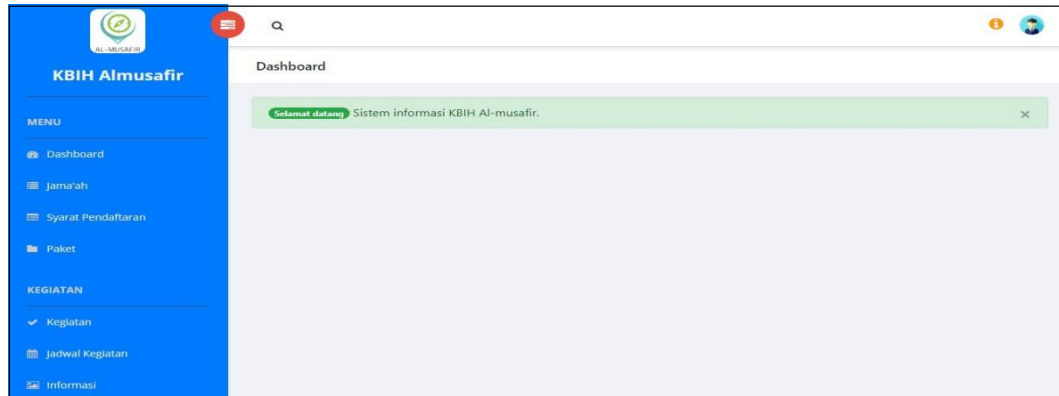 AL-MUSAFIR
KBIH Almusafir
MENU
Dashboard
Jama'ah
Syarat Pendaftaran
Paket
KEGIATAN
Kegiatan
Jadwal Kegiatan
Informasi
Dashboard
Selamat datang Sistem informasi KBIH Al-musafir. ×